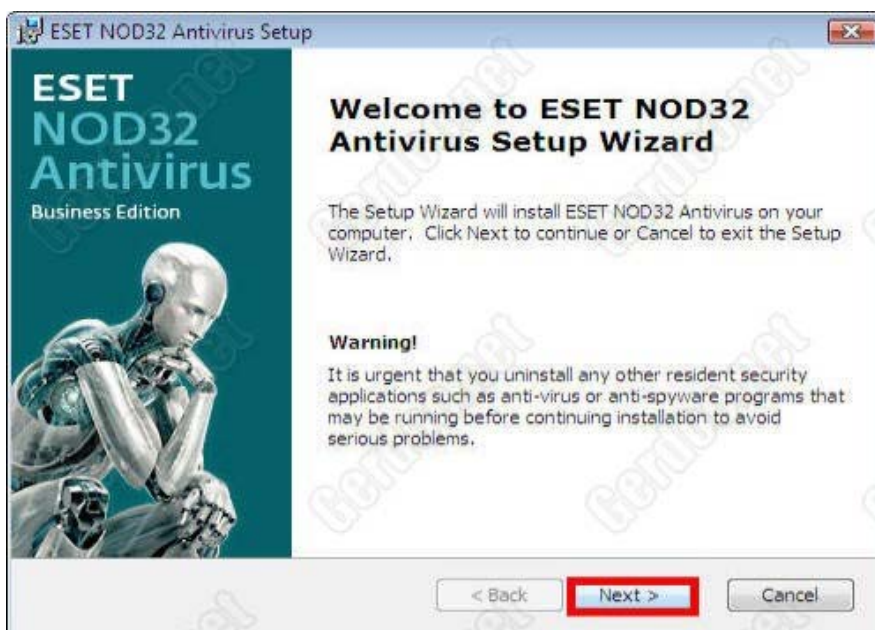 ESET NOD32 Antivirus Setup
ESET
NOD32
Antivirus
Business Edition
Welcome to ESET NOD32
Antivirus Setup Wizard
The Setup Wizard will install ESET NOD32 Antivirus on your
computer. Click Next to continue or Cancel to exit the Setup
Wizard.
Warning!
It is urgent that you uninstall any other resident security
applications such as anti-virus or anti-spyware programs that
may be running before continuing installation to avoid
serious problems.
< Back
Next >
Cancel
Gerdoo.net